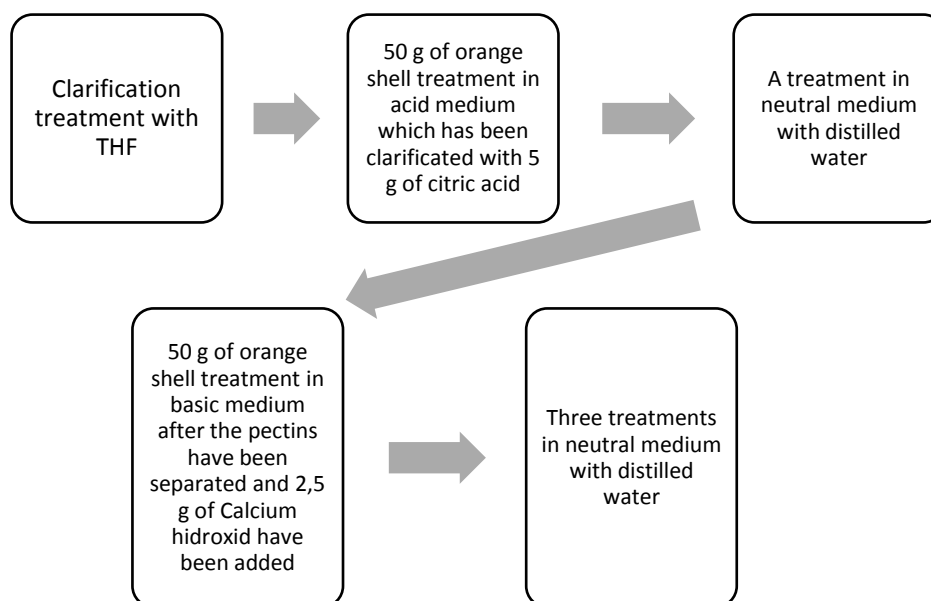 Clarification
treatment with
THF
50 g of orange
shell treatment in
acid medium
which has been
clarificated with 5
g of citric acid
A treatment in
neutral medium
with distilled
water
50 g of orange
shell treatment in
basic medium
after the pectins
have been
separated and 2,5
g of Calcium
hidroxid have
been added
Three treatments
in neutral medium
with distilled
water